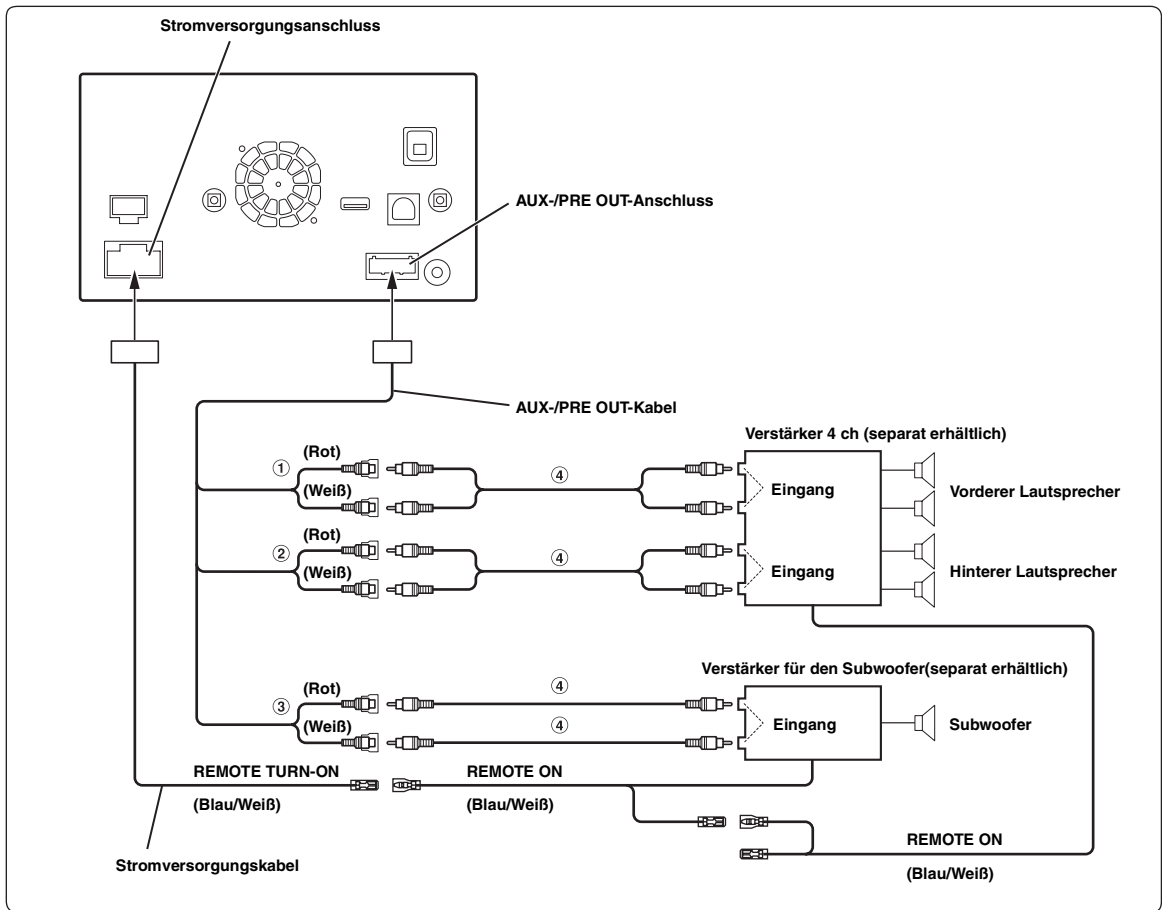 Stromversorgungsanschluss
AUX-/PRE OUT-Anschluss
AUX-/PRE OUT-Kabel
Verstärker 4 ch (separat erhältlich)
① (Rot)
(Weiß)
④
Eingang
Vorderer Lautsprecher
② (Rot)
(Weiß)
④
Eingang
Hinterer Lautsprecher
Verstärker für den Subwoofer(separat erhältlich)
③ (Rot)
(Weiß)
④
④
Eingang
Subwoofer
REMOTE TURN-ON
(Blau/Weiß)
REMOTE ON
(Blau/Weiß)
REMOTE ON
(Blau/Weiß)
Stromversorgungskabel